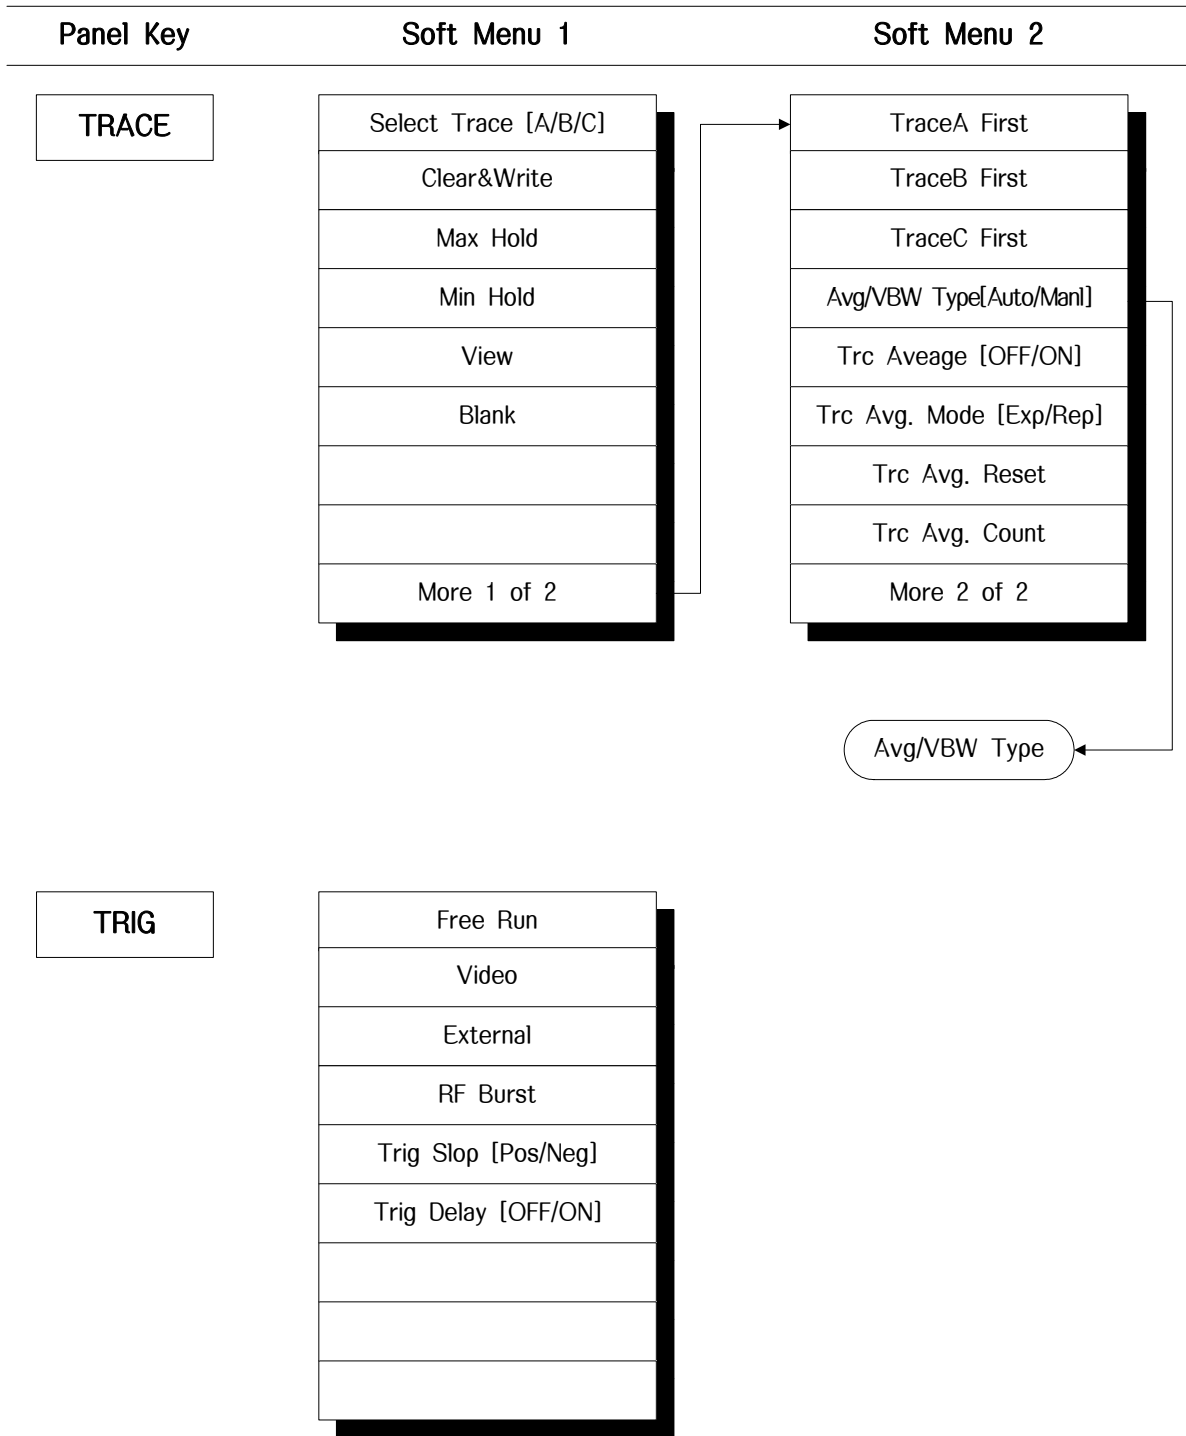 Panel Key Soft Menu 1 Soft Menu 2
TRACE
Select Trace [A/B/C]
Clear&Write
Max Hold
Min Hold
View
Blank
More 1 of 2
TraceA First
TraceB First
TraceC First
Avg/VBW Type[Auto/Manl]
Trc Aveage [OFF/ON]
Trc Avg. Mode [Exp/Rep]
Trc Avg. Reset
Trc Avg. Count
More 2 of 2
Avg/VBW Type
TRIG
Free Run
Video
External
RF Burst
Trig Slop [Pos/Neg]
Trig Delay [OFF/ON]